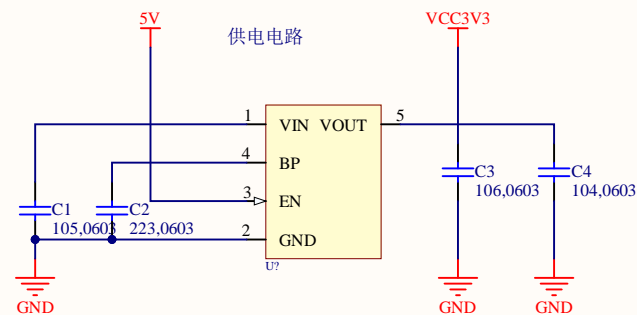 5V
供电电路
VCC3V3
1
VIN VOUT
5
4
BP
3
EN
2
GND
U?
C1
105,0603
C2
223,0603
C3
106,0603
C4
104,0603
GND
GND
GND